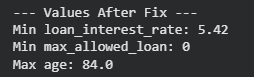 --- Values After Fix ---
Min loan_interest_rate: 5.42
Min max_allowed_loan: 0
Max age: 84.0